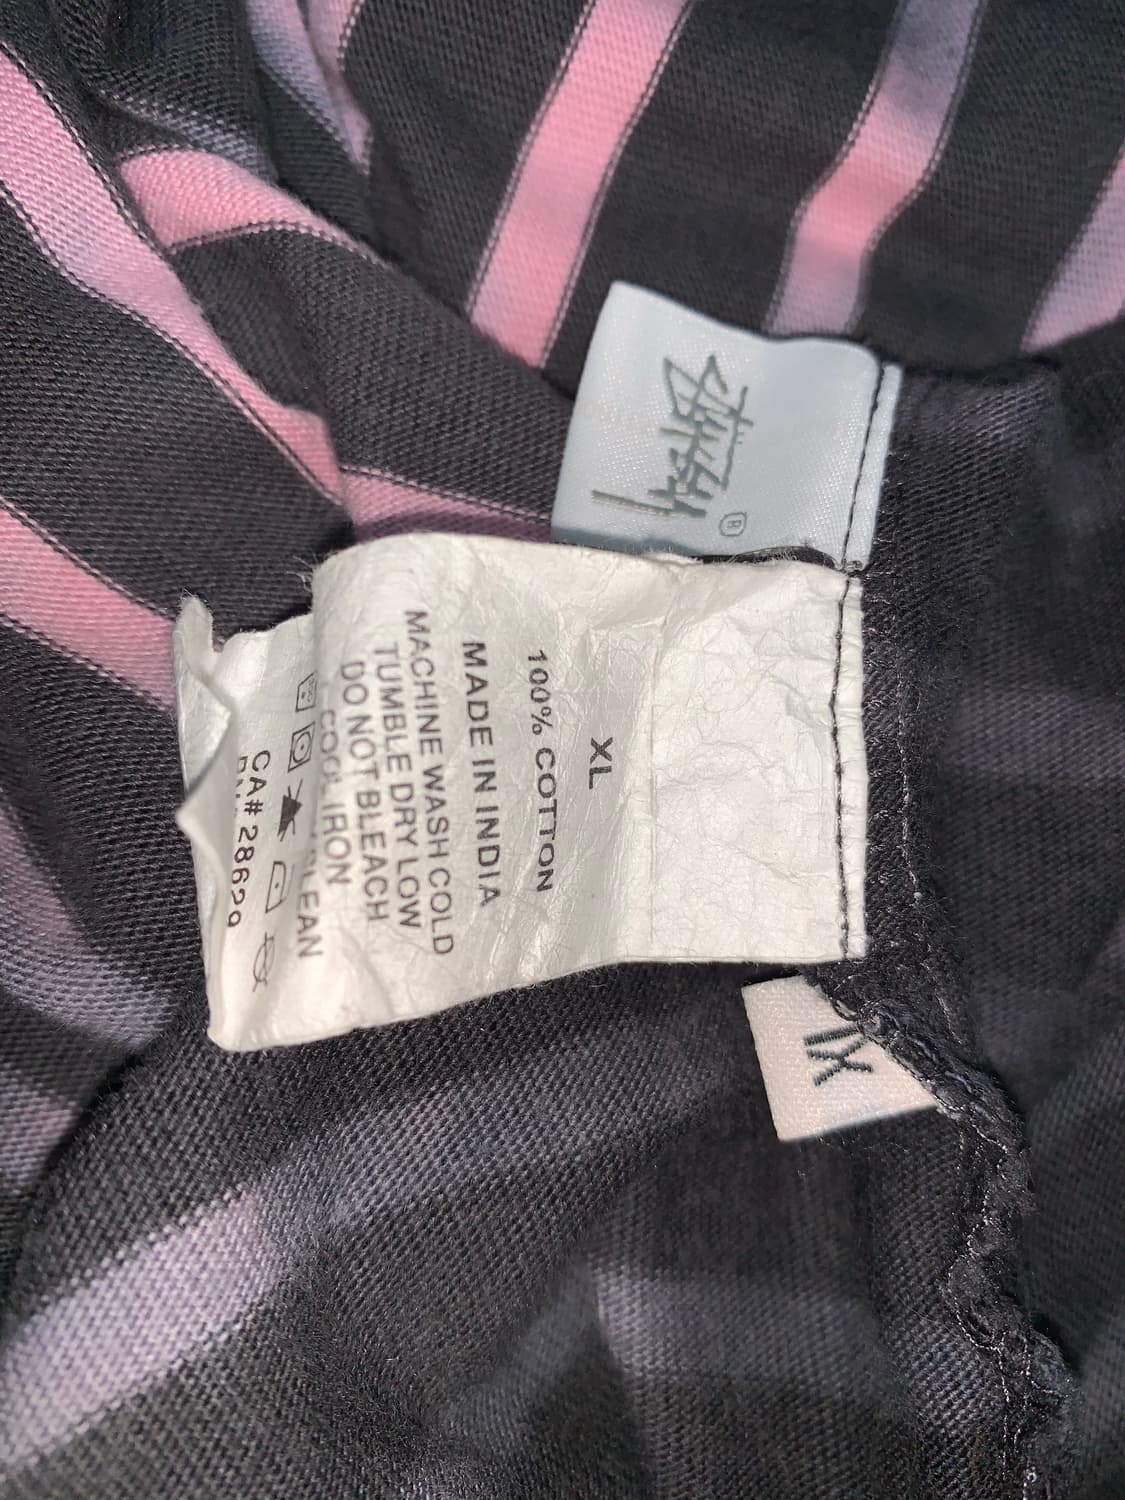 Stüssy
®
XL
100% COTTON
MADE IN INDIA
MACHINE WASH COLD
TUMBLE DRY LOW
DO NOT BLEACH
COOL IRON
CA#
XL